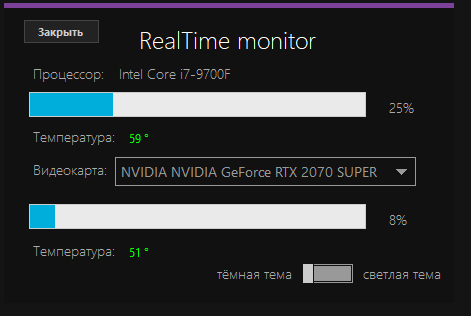 Закрыть
RealTime monitor
Процессор: Intel Core i7-9700F
25%
Температура: 59 °
Видеокарта: NVIDIA NVIDIA GeForce RTX 2070 SUPER
8%
Температура: 51 °
тёмная тема светлая тема